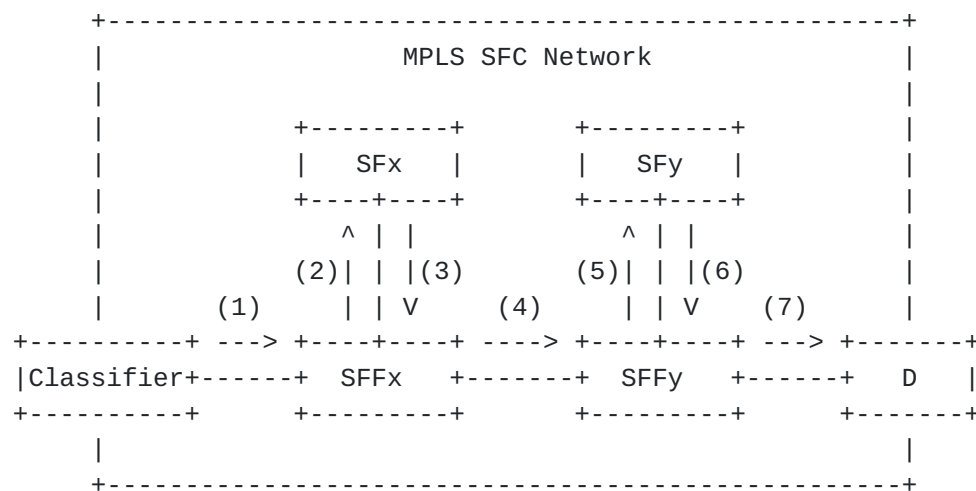 MPLS SFC Network
SFx SFy
(2) (3) (5) (6)
(1) (4) (7)
Classifier SFFx SFFy D